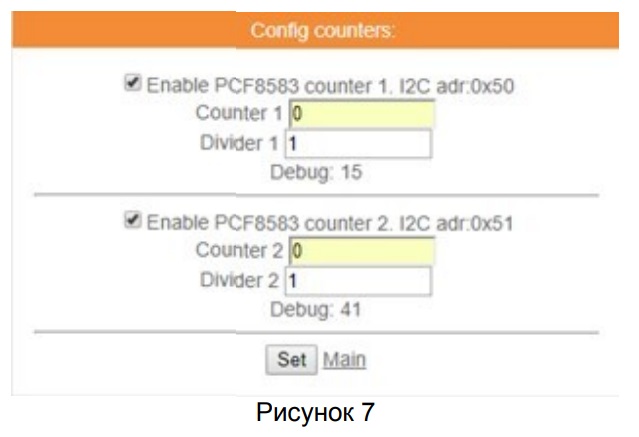 Config counters:
Enable PCF8583 counter 1. I2C adr:0x50
Counter 1 0
Divider 1 1
Debug: 15
Enable PCF8583 counter 2. I2C adr:0x51
Counter 2 0
Divider 2 1
Debug: 41
Set Main
Рисунок 7